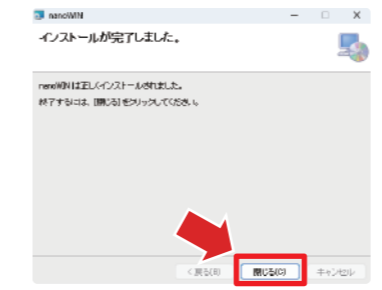 nanoWIN
インストールが完了しました。
nanoWINは正しくインストールされました。
終了するには、[閉じる]をクリックしてください。
< 戻る(B)
閉じる(C)
キャンセル